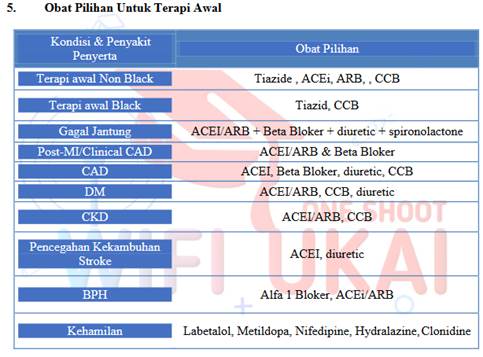 5. Obat Pilihan Untuk Terapi Awal
Kondisi & Penyakit
Penyerta
Obat Pilihan
Terapi awal Non Black
Tiazide , ACEi, ARB, , CCB
Terapi awal Black
Tiazid, CCB
Gagal Jantung
ACEI/ARB + Beta Bloker + diuretic + spironolactone
Post-MI/Clinical CAD
ACEI/ARB & Beta Bloker
CAD
ACEI, Beta Bloker, diuretic, CCB
DM
ACEI/ARB, CCB, diuretic
CKD
ACEI/ARB, CCB
Pencegahan Kekambuhan
Stroke
ACEI, diuretic
BPH
Alfa 1 Bloker, ACEi/ARB
Kehamilan
Labetalol, Metildopa, Nifedipine, Hydralazine, Clonidine
ONE SHOOT
WIFI UKAI